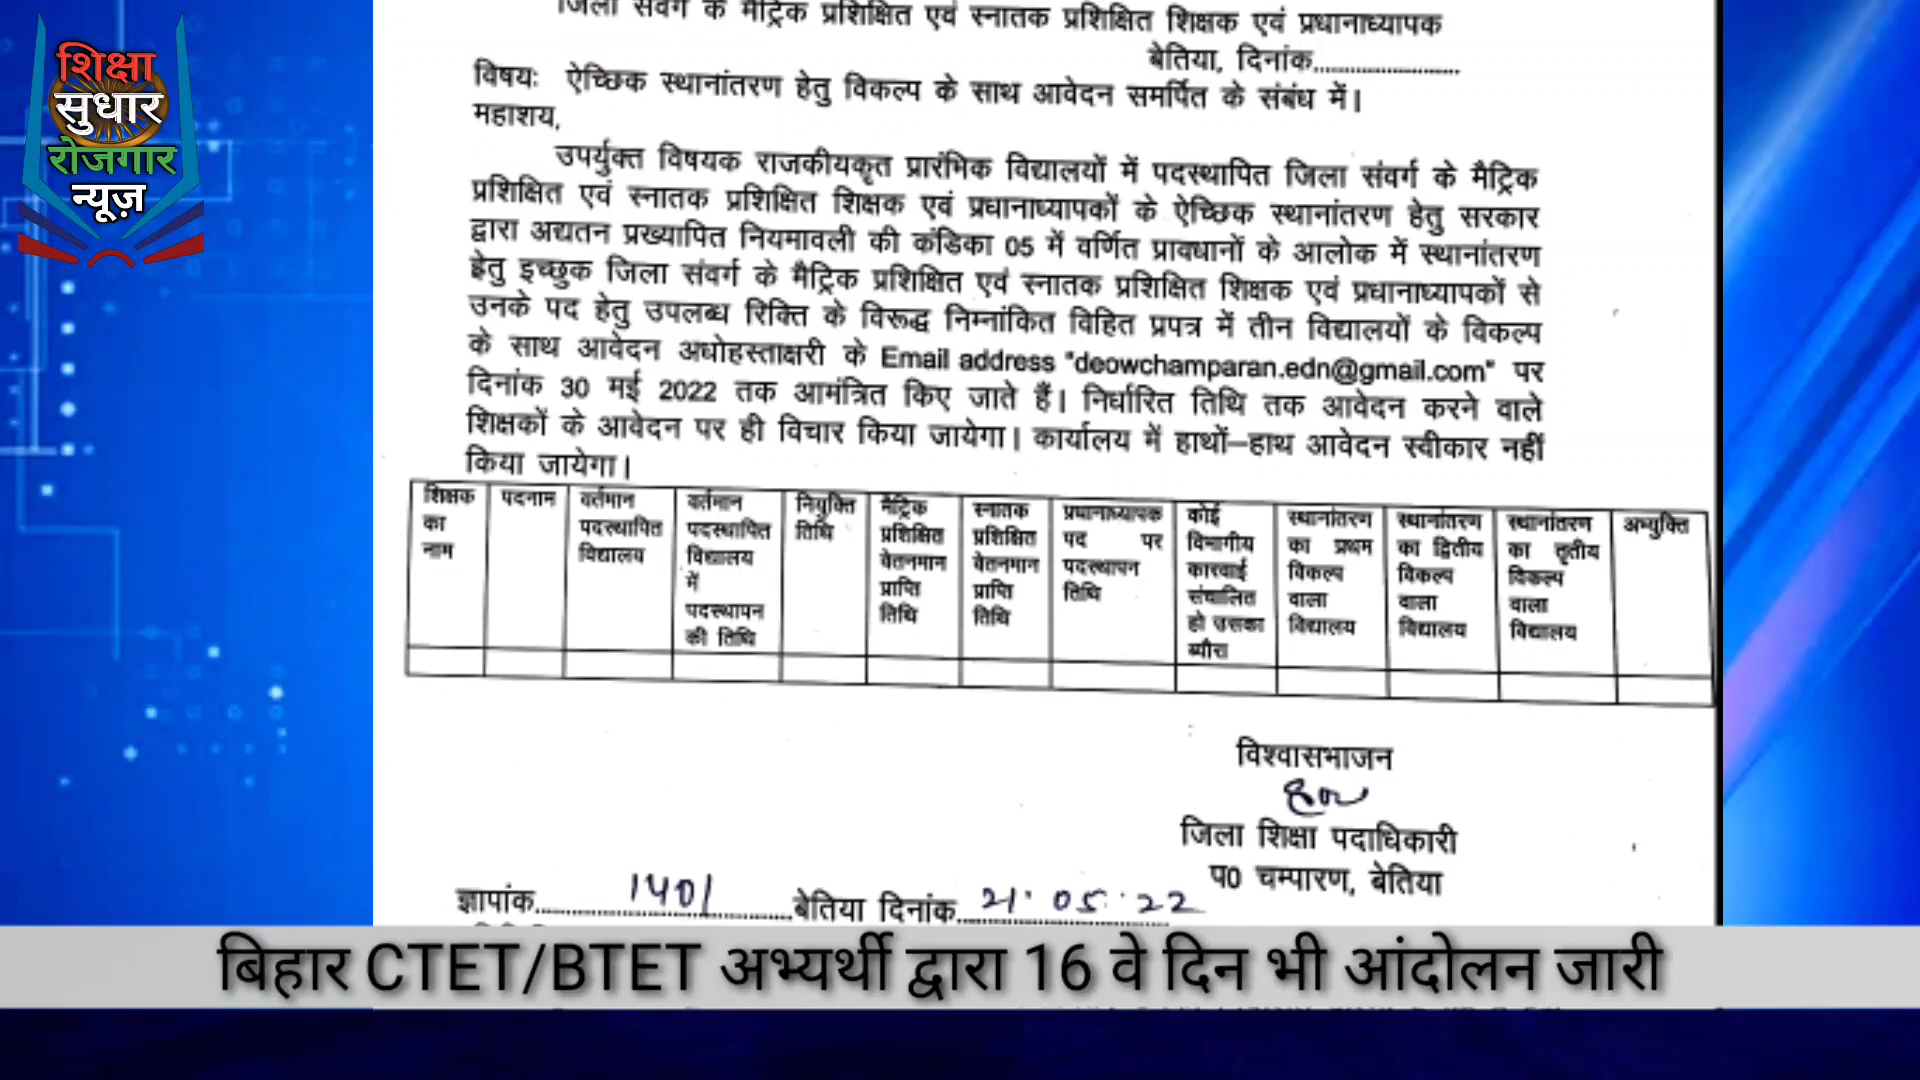 शिक्षा
सुधार
रोजगार
न्यूज़
जिला संवर्ग के मैट्रिक प्रशिक्षित एवं स्नातक प्रशिक्षित शिक्षक एवं प्रधानाध्यापक
बेतिया, दिनांक........................
विषयः ऐच्छिक स्थानांतरण हेतु विकल्प के साथ आवेदन समर्पित के संबंध में।
महाशय,
उपर्युक्त विषयक राजकीयकृत प्रारंभिक विद्यालयों में पदस्थापित जिला संवर्ग के मैट्रिक
प्रशिक्षित एवं स्नातक प्रशिक्षित शिक्षक एवं प्रधानाध्यापकों के ऐच्छिक स्थानांतरण हेतु सरकार
द्वारा अद्यतन प्रख्यापित नियमावली की कंडिका 05 में वर्णित प्रावधानों के आलोक में स्थानांतरण
हेतु इच्छुक जिला संवर्ग के मैट्रिक प्रशिक्षित एवं स्नातक प्रशिक्षित शिक्षक एवं प्रधानाध्यापकों से
उनके पद हेतु उपलब्ध रिक्ति के विरूद्ध निम्नांकित विहित प्रपत्र में तीन विद्यालयों के विकल्प
के साथ आवेदन अधोहस्ताक्षरी के Email address "deowchamparan.edn@gmail.com" पर
दिनांक 30 मई 2022 तक आमंत्रित किए जाते हैं। निर्धारित तिथि तक आवेदन करने वाले
शिक्षकों के आवेदन पर ही विचार किया जायेगा। कार्यालय में हाथों–हाथ आवेदन स्वीकार नहीं
किया जायेगा।
शिक्षक का नाम
पदनाम
वर्तमान पदस्थापित विद्यालय
वर्तमान पदस्थापित विद्यालय में पदस्थापन की तिथि
नियुक्ति तिथि
मैट्रिक प्रशिक्षित वेतनमान प्राप्ति तिथि
स्नातक प्रशिक्षित वेतनमान प्राप्ति तिथि
प्रधानाध्यापक पद पर पदस्थापन तिथि
कोई विभागीय कारवाई संचालित हो उसका ब्यौरा
स्थानांतरण का प्रथम विकल्प वाला विद्यालय
स्थानांतरण का द्वितीय विकल्प वाला विद्यालय
स्थानांतरण का तृतीय विकल्प वाला विद्यालय
अभ्युक्ति
विश्वासभाजन
जिला शिक्षा पदाधिकारी
प0 चम्पारण, बेतिया
ज्ञापांक.......1401.......बेतिया दिनांक...21.05.22...
बिहार CTET/BTET अभ्यर्थी द्वारा 16 वे दिन भी आंदोलन जारी